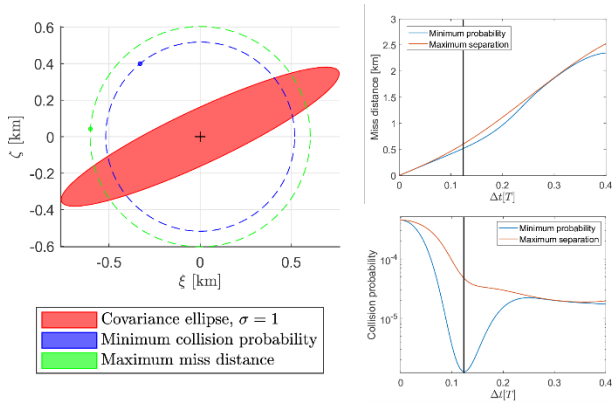 0.6
0.4
0.2
0
-0.2
-0.4
-0.6
ζ [km]
-0.5
0
0.5
ξ [km]
Covariance ellipse, σ = 1
Minimum collision probability
Maximum miss distance
3
2.5
2
1.5
1
0.5
0
Miss distance [km]
Minimum probability
Maximum separation
0
0.1
0.2
0.3
0.4
Δt[T]
10^-4
10^-5
Collision probability
Minimum probability
Maximum separation
0
0.1
0.2
0.3
0.4
Δt[T]